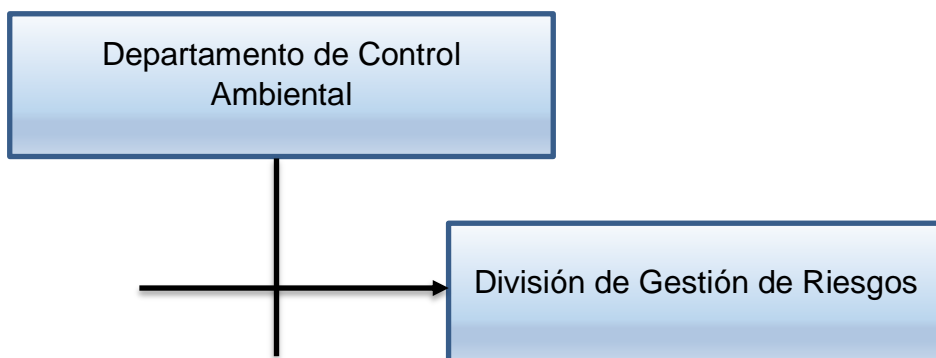 Departamento de Control
Ambiental
División de Gestión de Riesgos